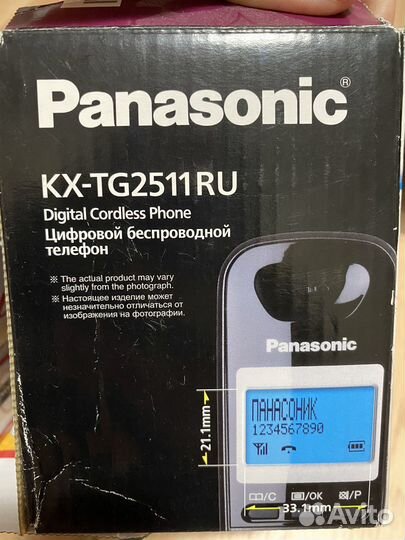 Panasonic®
KX-TG2511RU
Digital Cordless Phone
Цифровой беспроводной
телефон
※ The actual product may vary
slightly from the photograph.
※ Настоящее изделие может
незначительно отличаться от
изображения на фотографии.
Panasonic
21.1mm
ПАНАСОНИК
1234567890
/C
/OK
/P
33.1mm
Avito